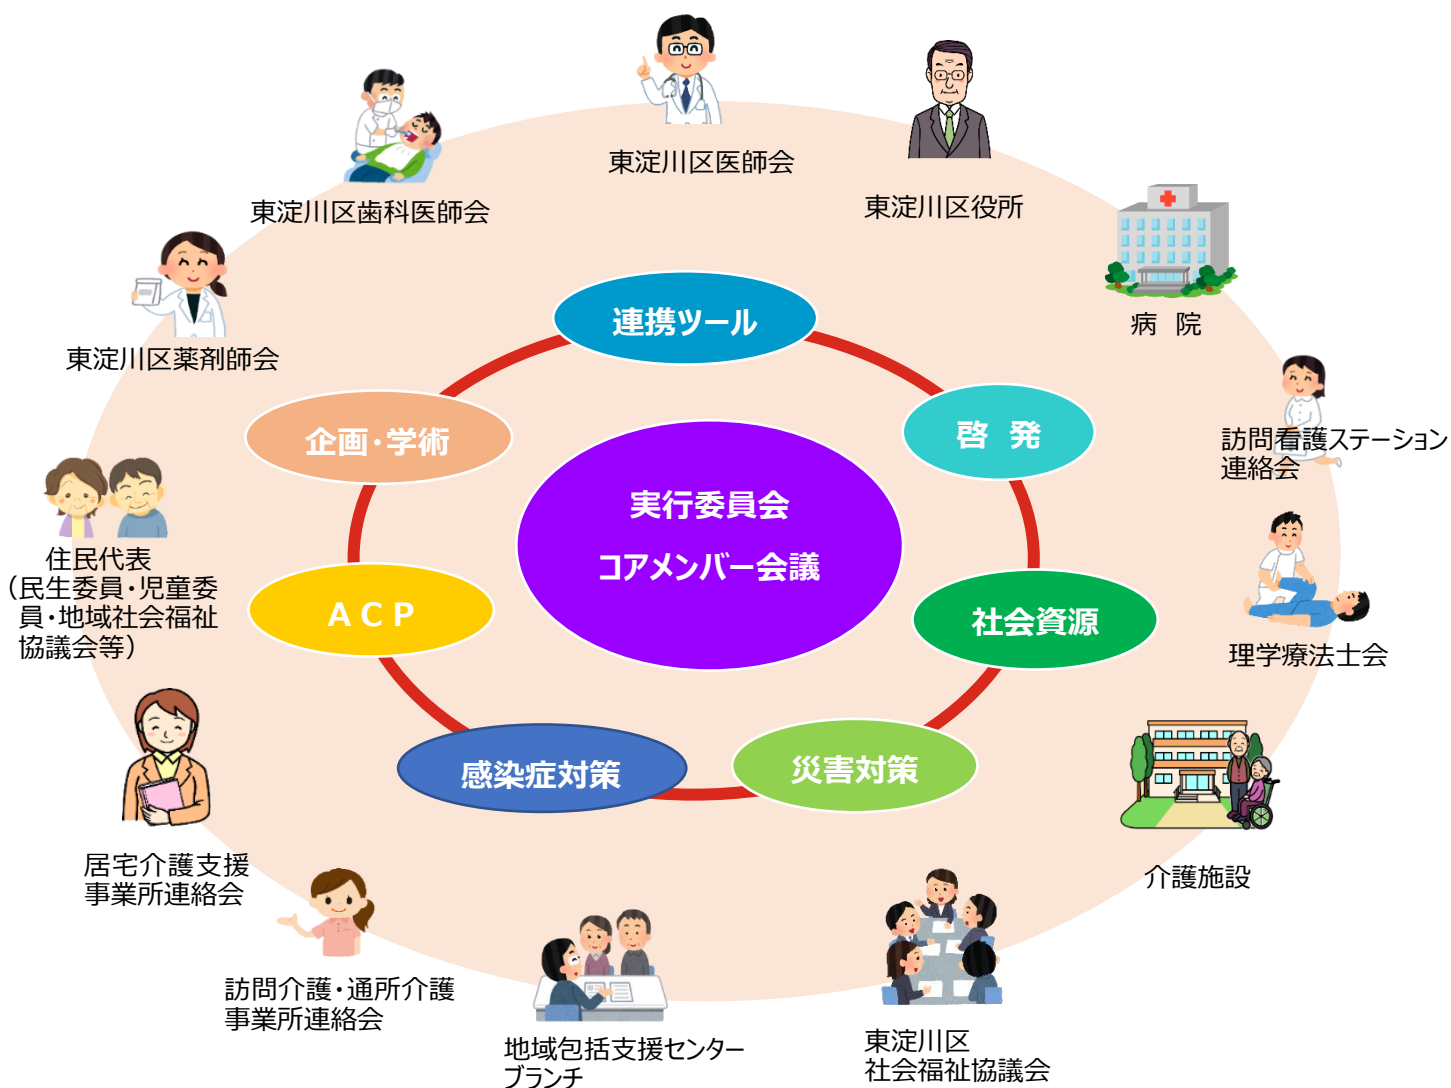 東淀川区医師会
東淀川区役所
東淀川区歯科医師会
病 院
東淀川区薬剤師会
訪問看護ステーション
連絡会
連携ツール
企画・学術
啓 発
実行委員会
コアメンバー会議
住民代表
（民生委員・児童委
員・地域社会福祉
協議会等）
ACP
社会資源
理学療法士会
感染症対策
災害対策
居宅介護支援
事業所連絡会
介護施設
訪問介護・通所介護
事業所連絡会
地域包括支援センター
ブランチ
東淀川区
社会福祉協議会